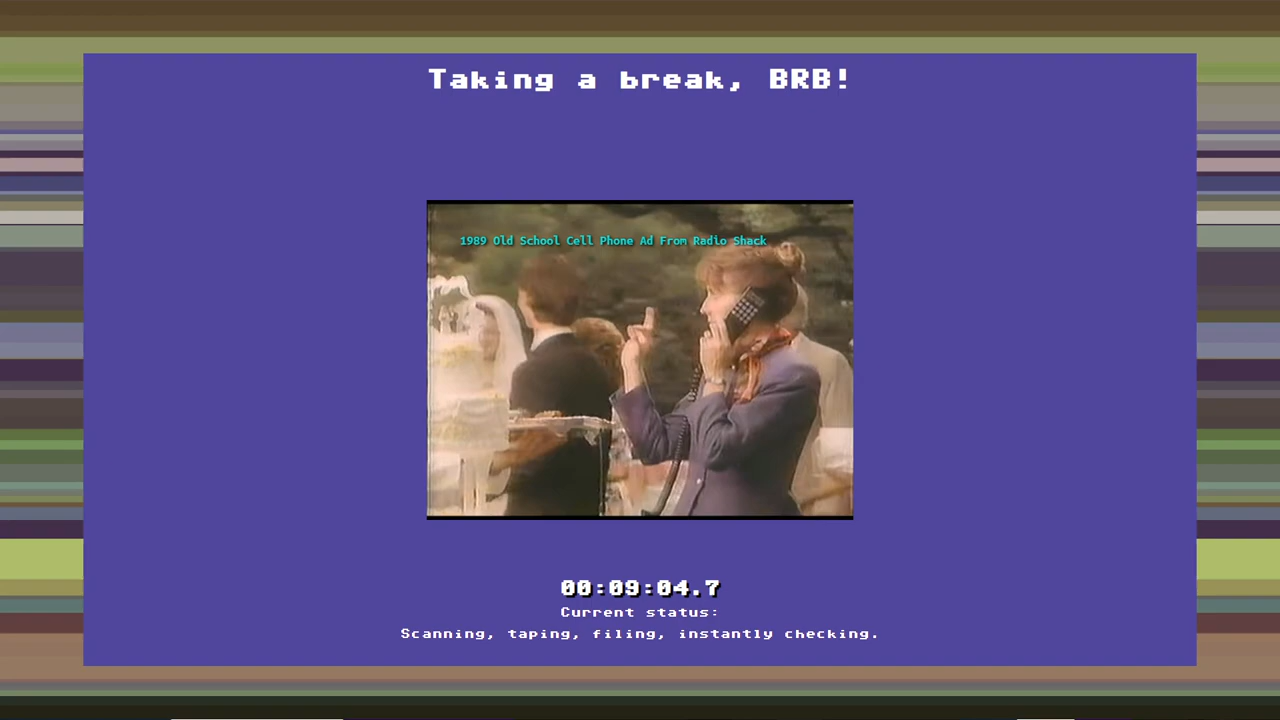 Taking a break, BRB!
1989 Old School Cell Phone Ad From Radio Shack
00:09:04.7
Current status:
Scanning, taping, filing, instantly checking.